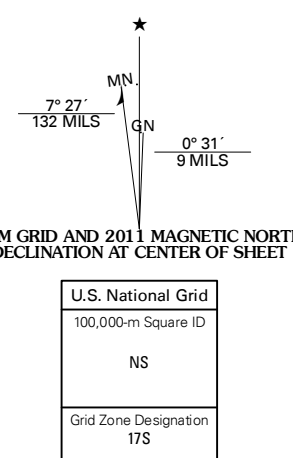 ★
MN
GN
7° 27´
132 MILS
0° 31´
9 MILS
M GRID AND 2011 MAGNETIC NORTH
DECLINATION AT CENTER OF SHEET
U.S. National Grid
100,000-m Square ID
NS
Grid Zone Designation
17S